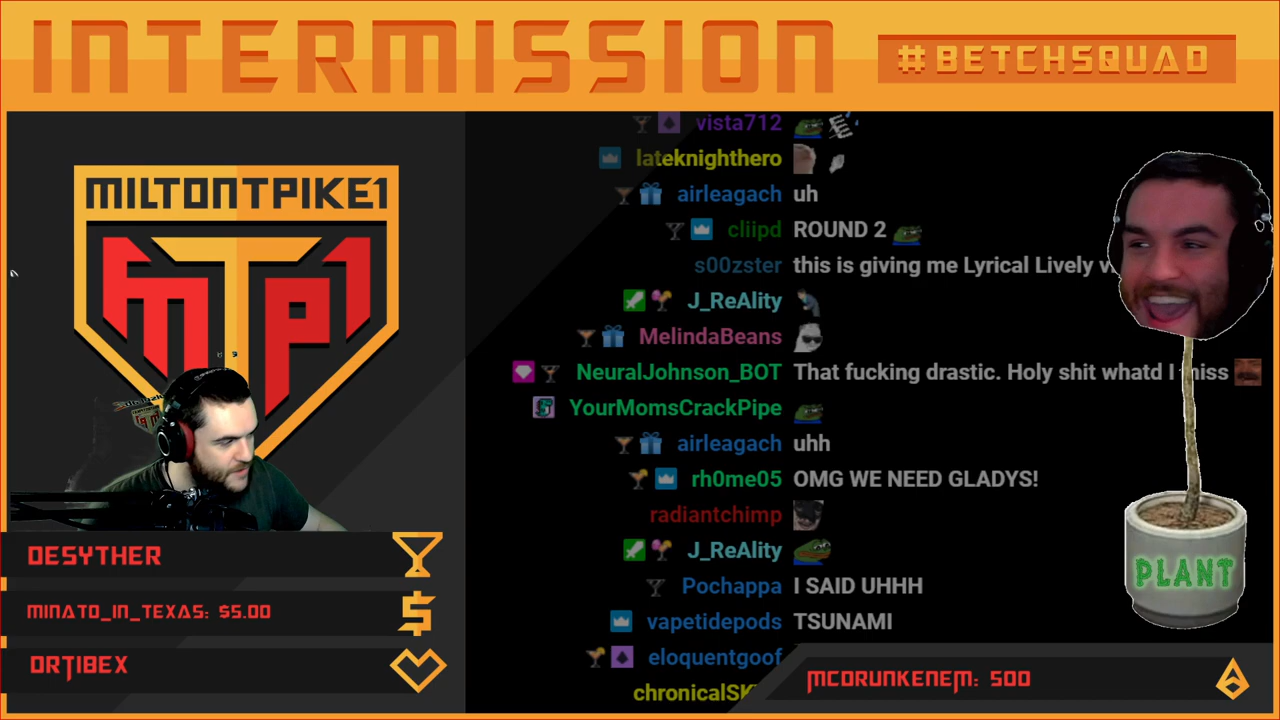 INTERMISSION
#BETCHSQUAD
MILTONTPIKE1
MTP1
vista712
lateknighthero
airleagach uh
cliipd ROUND 2
s00zster this is giving me Lyrical Lively
J_ReAlity
MelindaBeans
NeuralJohnson_BOT That fucking drastic. Holy shit whatd I miss
YourMomsCrackPipe
airleagach uhh
rh0me05 OMG WE NEED GLADYS!
radiantchimp
J_ReAlity
Pochappa I SAID UHHH
vapetidepods TSUNAMI
eloquentgoof
PLANT
DESYTHER
MINATO_IN_TEXAS: $5.00
ORTIBEX
MCDRUNKENEM: 500